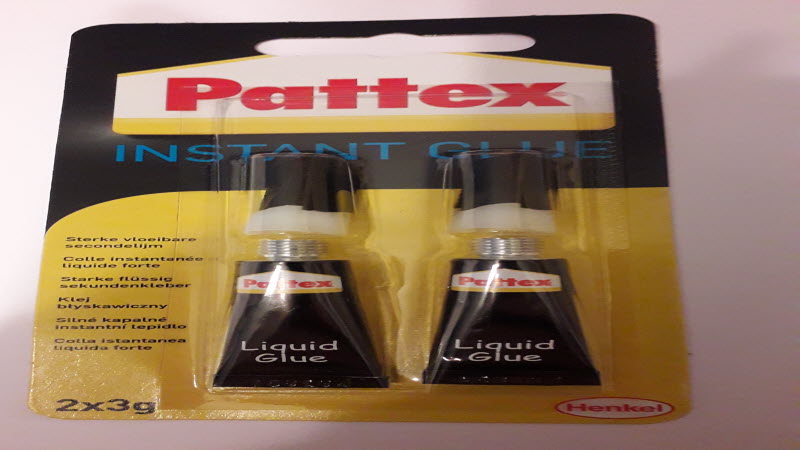 Pattex
INSTANT GLUE
Sterke vloeibare
secondelijm
Colle instantanée
liquide forte
Starke flüssig
sekundenkleber
Klej
błyskawiczny
Silné kapalné
instantní lepidlo
Colla istantanea
liquida forte
2x3g
Pattex
Liquid
Glue
Pattex
Liquid
Glue
Henkel